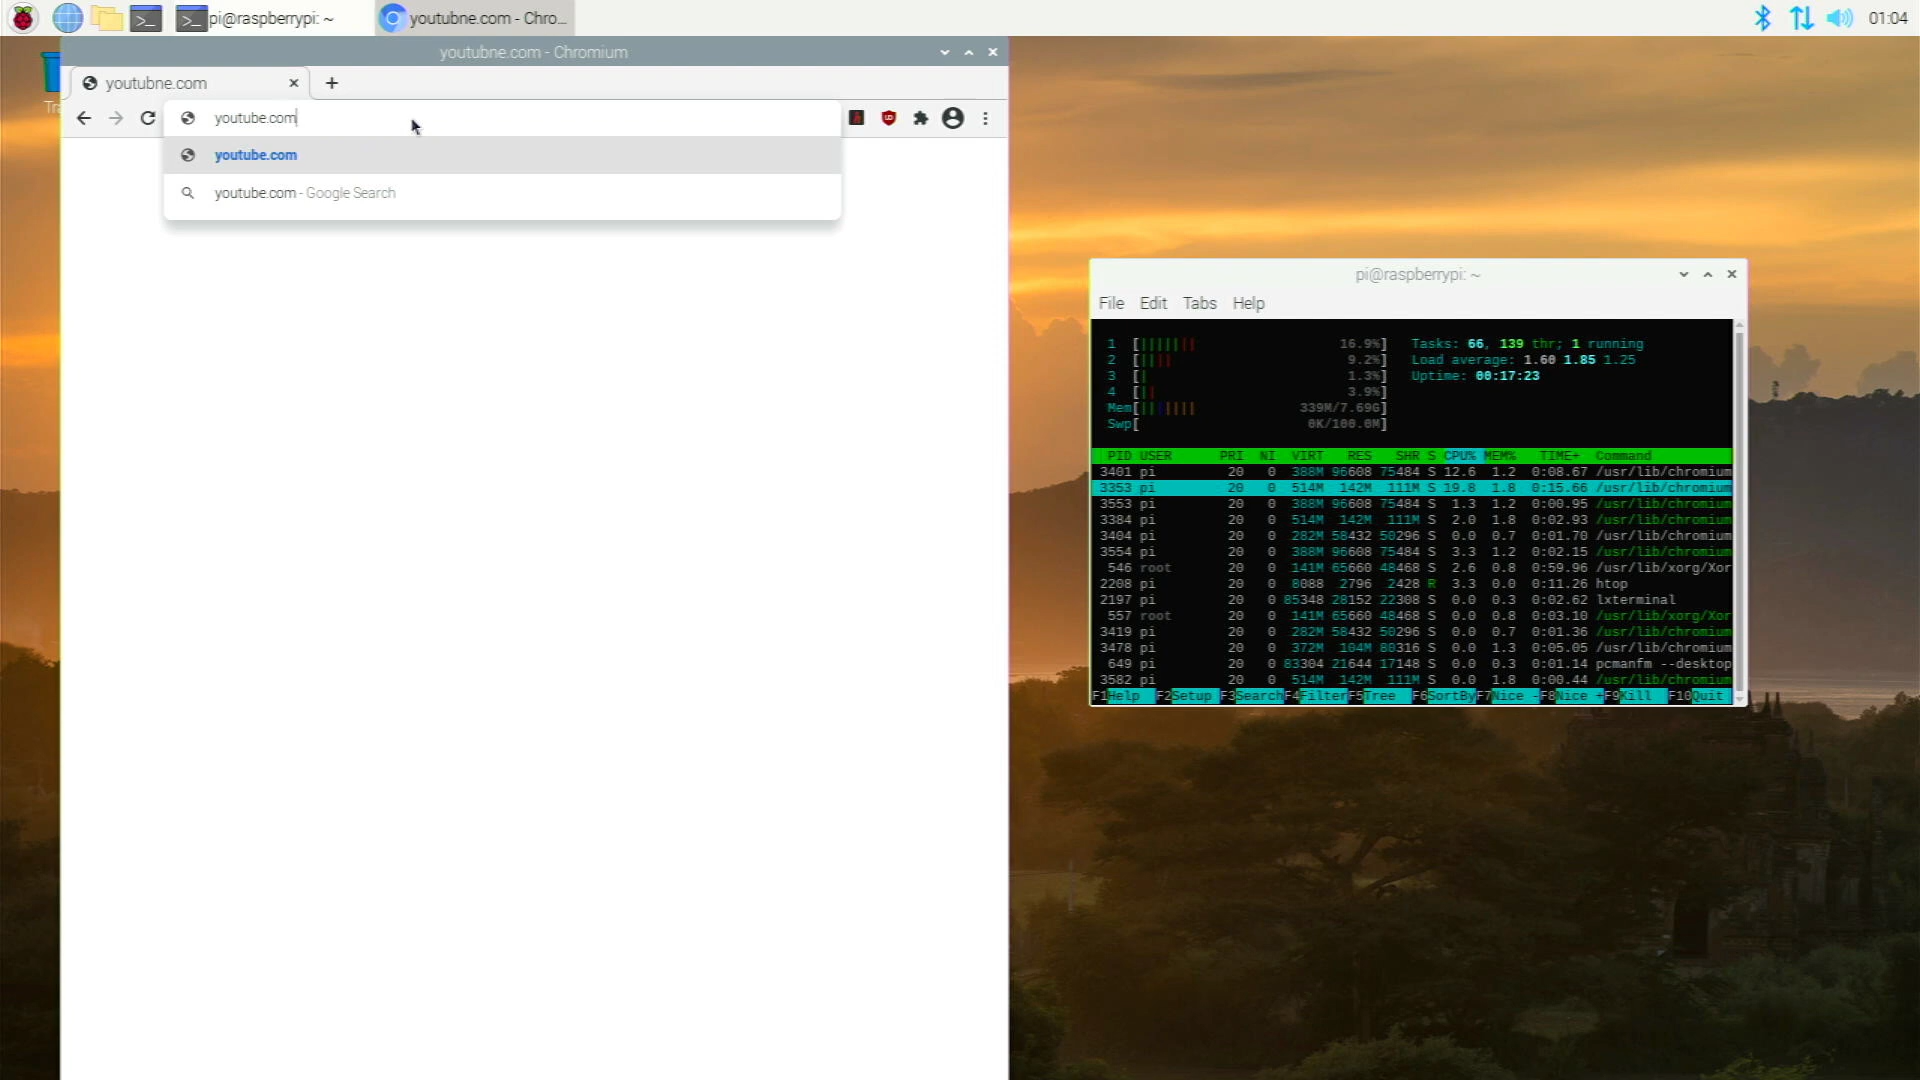 pi@raspberrypi: ~
youtubne.com - Chro...
01:04
youtubne.com - Chromium
youtubne.com
youtube.com
youtube.com
youtube.com - Google Search
pi@raspberrypi: ~
File Edit Tabs Help
1 [||||||| 16.9%] Tasks: 66, 139 thr; 1 running
2 [|||| 9.2%] Load average: 1.60 1.85 1.25
3 [| 1.3%] Uptime: 00:17:23
4 [|| 3.9%]
Mem[||||||| 339M/7.69G]
Swp[ 0K/100.0M]
PID USER PRI NI VIRT RES SHR S CPU% MEM% TIME+ Command
3401 pi 20 0 388M 96608 75484 S 12.6 1.2 0:08.67 /usr/lib/chromium
3353 pi 20 0 514M 142M 111M S 19.8 1.8 0:15.66 /usr/lib/chromium
3553 pi 20 0 388M 96608 75484 S 1.3 1.2 0:00.95 /usr/lib/chromium
3384 pi 20 0 514M 142M 111M S 2.0 1.8 0:02.93 /usr/lib/chromium
3404 pi 20 0 282M 58432 50296 S 0.0 0.7 0:01.70 /usr/lib/chromium
3554 pi 20 0 388M 96608 75484 S 3.3 1.2 0:02.15 /usr/lib/chromium
546 root 20 0 141M 65660 48468 S 2.6 0.8 0:59.96 /usr/lib/xorg/Xor
2208 pi 20 0 8088 2796 2428 R 3.3 0.0 0:11.26 htop
2197 pi 20 0 85348 28152 22308 S 0.0 0.3 0:02.62 lxterminal
557 root 20 0 141M 65660 48468 S 0.0 0.8 0:03.10 /usr/lib/xorg/Xor
3419 pi 20 0 282M 58432 50296 S 0.0 0.7 0:01.36 /usr/lib/chromium
3478 pi 20 0 372M 104M 80316 S 0.0 1.3 0:05.05 /usr/lib/chromium
649 pi 20 0 83304 21644 17148 S 0.0 0.3 0:01.14 pcmanfm --desktop
3582 pi 20 0 514M 142M 111M S 0.0 1.8 0:00.44 /usr/lib/chromium
F1Help F2Setup F3SearchF4FilterF5Tree F6SortByF7Nice -F8Nice +F9Kill F10Quit